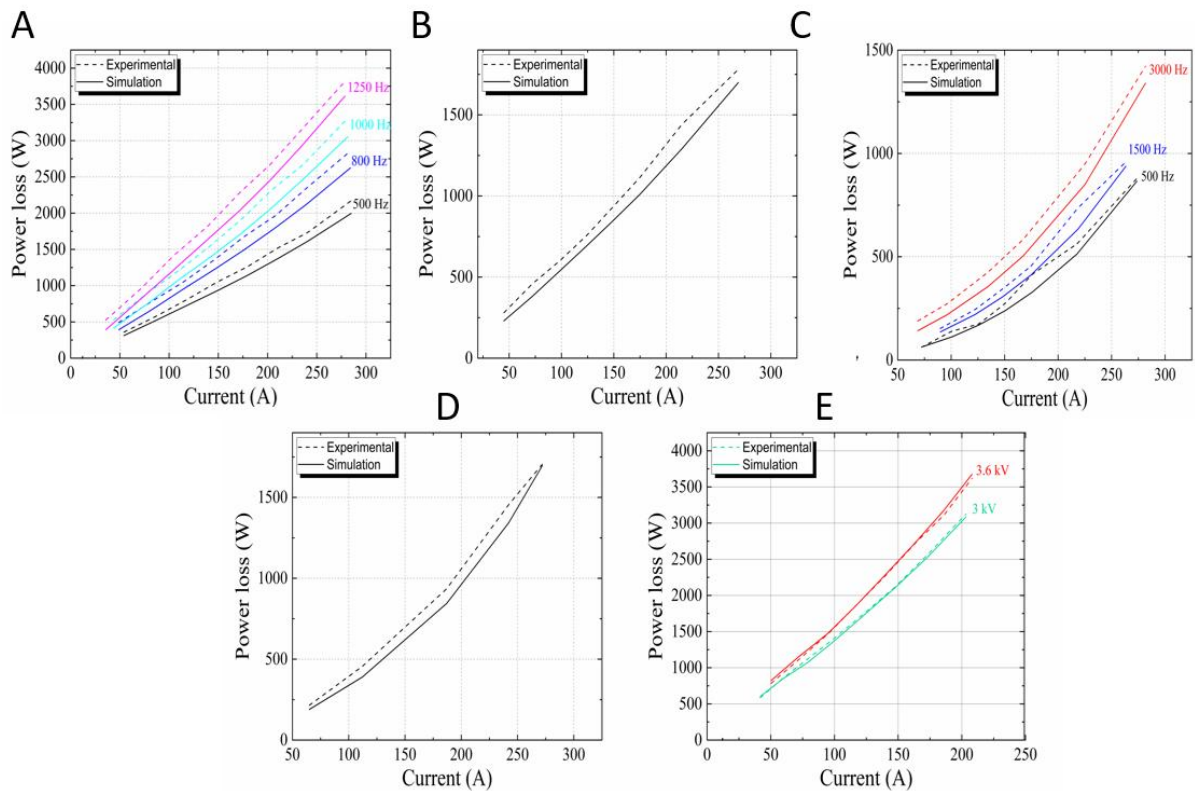 A
Power loss (W)
4000
3500
3000
2500
2000
1500
1000
500
0
Experimental
Simulation
1250 Hz
1000 Hz
800 Hz
500 Hz
0 50 100 150 200 250 300
Current (A)
B
Power loss (W)
1500
1000
500
0
Experimental
Simulation
50 100 150 200 250 300
Current (A)
C
Power loss (W)
1500
1000
500
0
Experimental
Simulation
3000 Hz
1500 Hz
500 Hz
,
50 100 150 200 250 300
Current (A)
D
Power loss (W)
1500
1000
500
0
Experimental
Simulation
50 100 150 200 250 300
Current (A)
E
Power loss (W)
4000
3500
3000
2500
2000
1500
1000
500
0
Experimental
Simulation
3.6 kV
3 kV
0 50 100 150 200 250
Current (A)